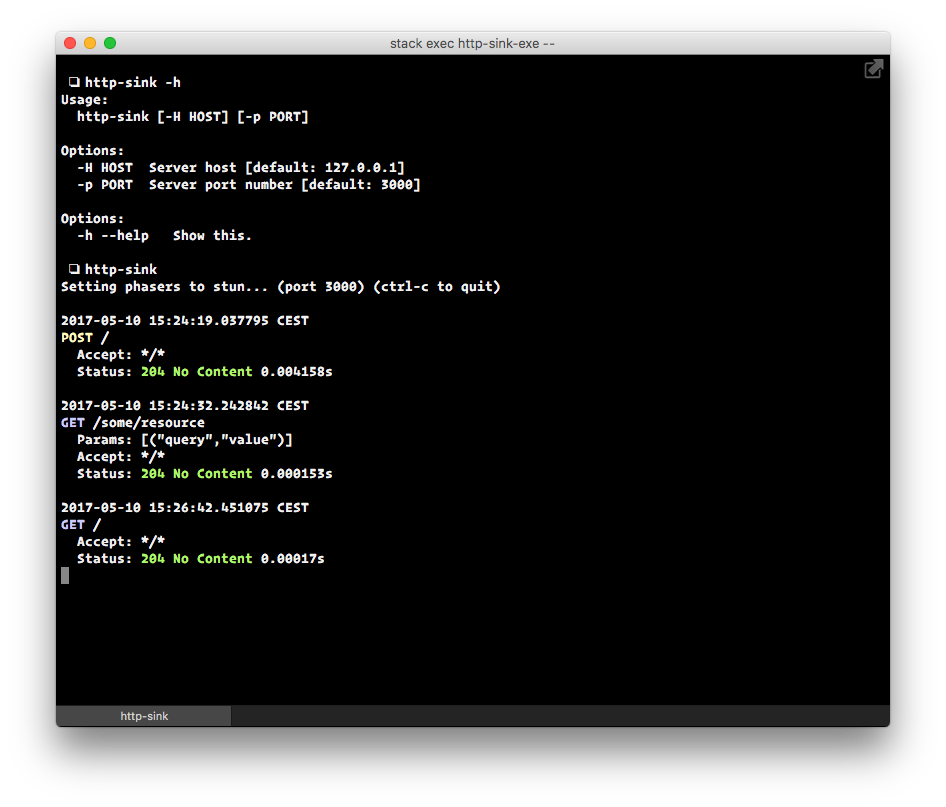 stack exec http-sink-exe --
❏ http-sink -h
Usage:
  http-sink [-H HOST] [-p PORT]
Options:
  -H HOST  Server host [default: 127.0.0.1]
  -p PORT  Server port number [default: 3000]
Options:
  -h --help   Show this.
❏ http-sink
Setting phasers to stun... (port 3000) (ctrl-c to quit)
2017-05-10 15:24:19.037795 CEST
POST /
  Accept: */*
  Status: 204 No Content 0.004158s
2017-05-10 15:24:32.242842 CEST
GET /some/resource
  Params: [("query","value")]
  Accept: */*
  Status: 204 No Content 0.000153s
2017-05-10 15:26:42.451075 CEST
GET /
  Accept: */*
  Status: 204 No Content 0.00017s
http-sink